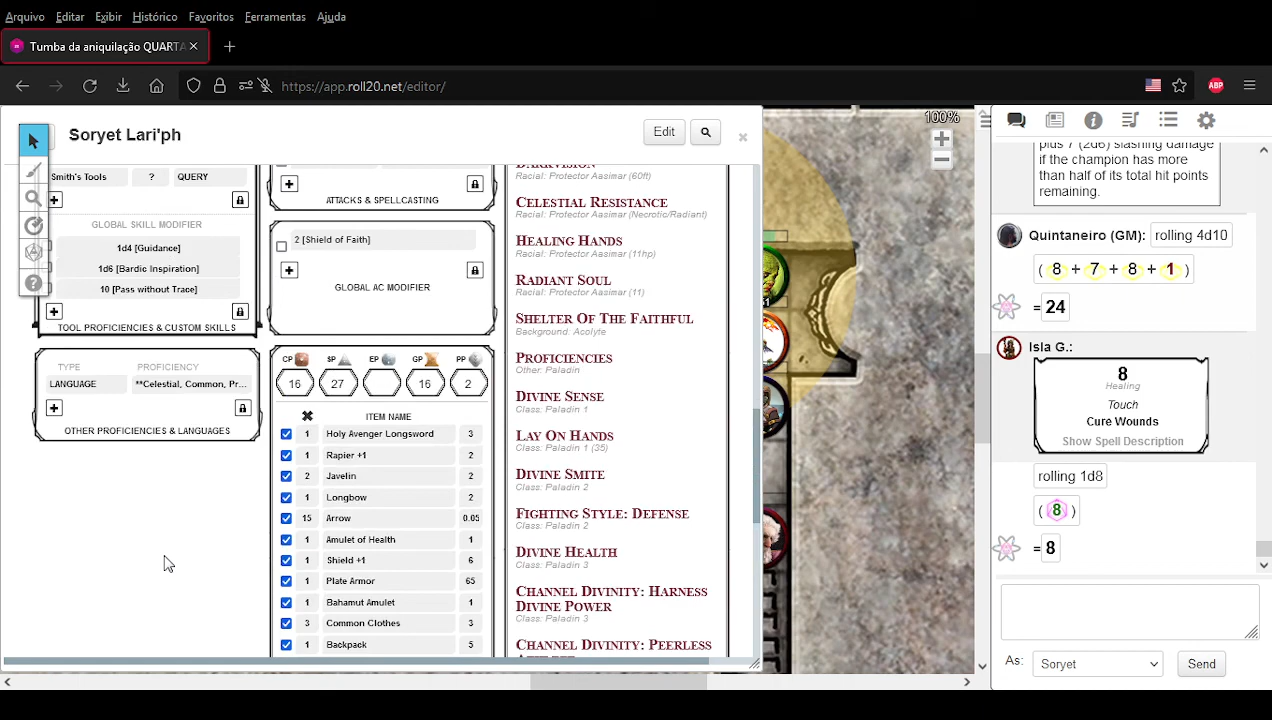 Arquivo Editar Exibir Histórico Favoritos Ferramentas Ajuda
Tumba da aniquilação QUARTA
https://app.roll20.net/editor/
ABP
Soryet Lari'ph
Edit
Smith's Tools ? QUERY
GLOBAL SKILL MODIFIER
1d4 [Guidance]
1d6 [Bardic Inspiration]
10 [Pass without Trace]
TOOL PROFICIENCIES & CUSTOM SKILLS
TYPE PROFICIENCY
LANGUAGE **Celestial, Common, Pr...
OTHER PROFICIENCIES & LANGUAGES
ATTACKS & SPELLCASTING
2 [Shield of Faith]
GLOBAL AC MODIFIER
CP SP EP GP PP
16 27 16 2
ITEM NAME
1 Holy Avenger Longsword 3
1 Rapier +1 2
2 Javelin 2
1 Longbow 2
15 Arrow 0.05
1 Amulet of Health 1
1 Shield +1 6
1 Plate Armor 65
1 Bahamut Amulet 1
3 Common Clothes 3
1 Backpack 5
DARKVISION
Racial: Protector Aasimar (60ft)
CELESTIAL RESISTANCE
Racial: Protector Aasimar (Necrotic/Radiant)
HEALING HANDS
Racial: Protector Aasimar (11hp)
RADIANT SOUL
Racial: Protector Aasimar (11)
SHELTER OF THE FAITHFUL
Background: Acolyte
PROFICIENCIES
Other: Paladin
DIVINE SENSE
Class: Paladin 1
LAY ON HANDS
Class: Paladin 1 (35)
DIVINE SMITE
Class: Paladin 2
FIGHTING STYLE: DEFENSE
Class: Paladin 2
DIVINE HEALTH
Class: Paladin 3
CHANNEL DIVINITY: HARNESS
DIVINE POWER
Class: Paladin 3
CHANNEL DIVINITY: PEERLESS
100%
plus 7 (2d6) slashing damage
if the champion has more
than half of its total hit points
remaining.
Quintaneiro (GM): rolling 4d10
(8 + 7 + 8 + 1)
= 24
Isla G.:
8
Healing
Touch
Cure Wounds
Show Spell Description
rolling 1d8
(8)
= 8
As: Soryet Send